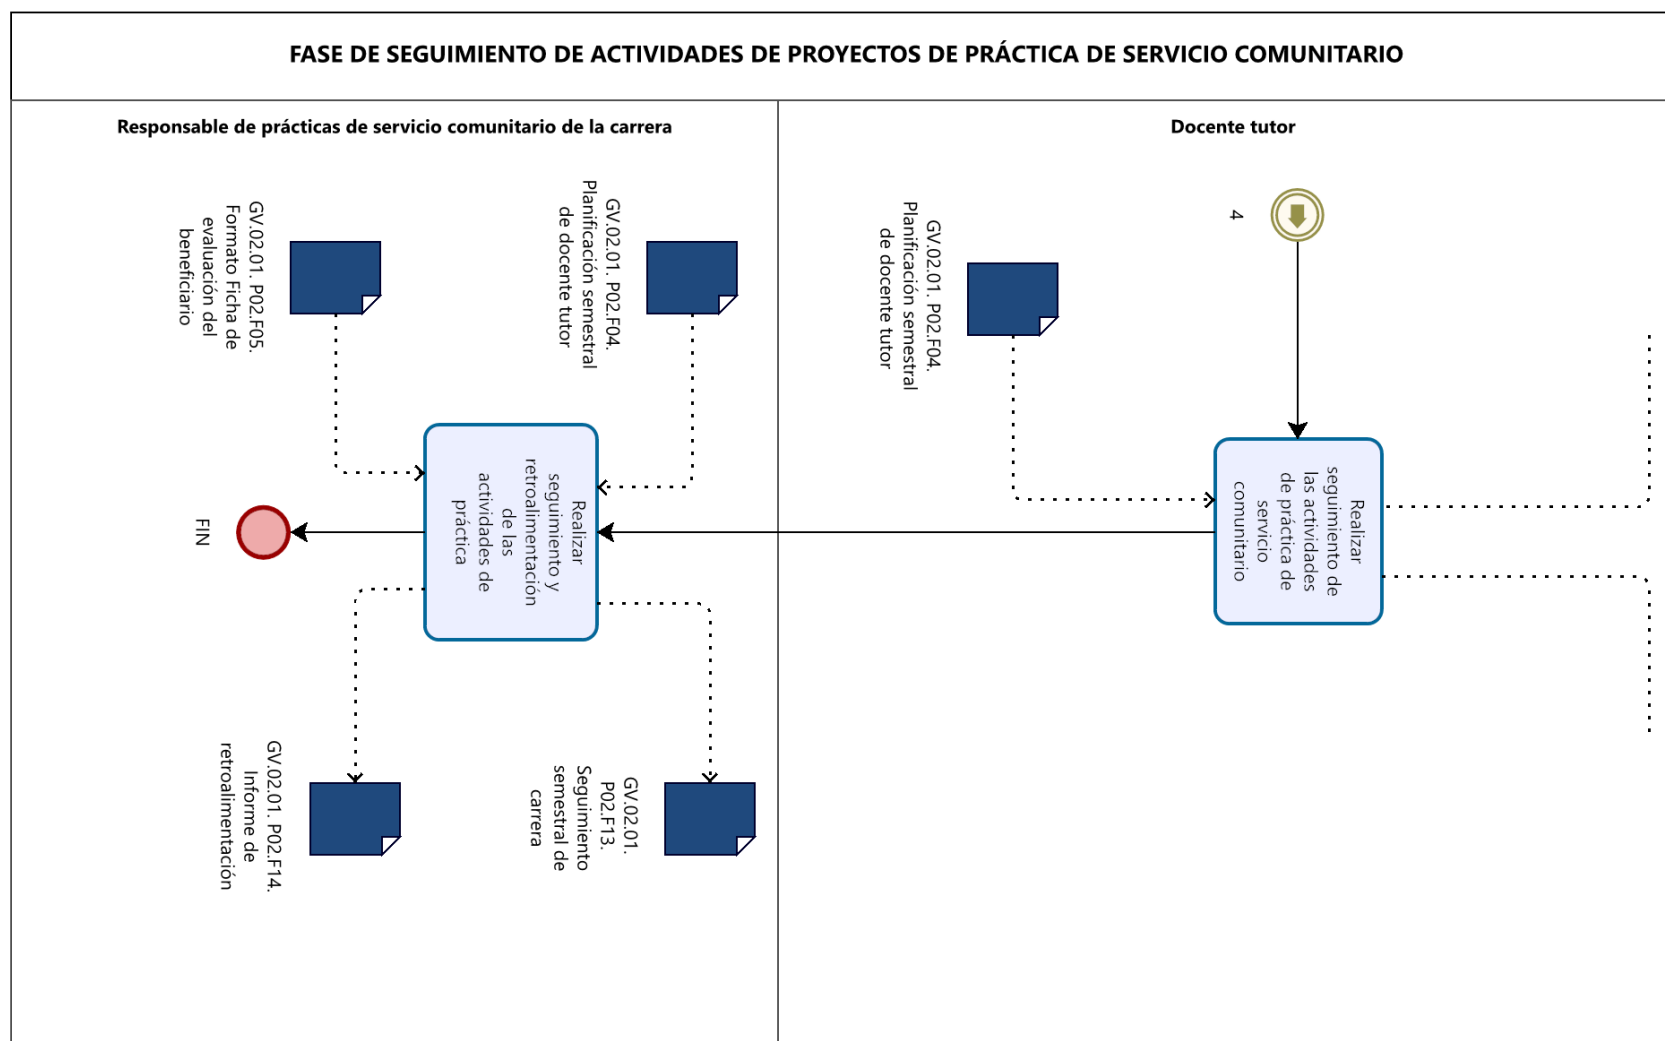 FASE DE SEGUIMIENTO DE ACTIVIDADES DE PROYECTOS DE PRÁCTICA DE SERVICIO COMUNITARIO
Responsable de prácticas de servicio comunitario de la carrera
Docente tutor
4
GV.02.01. P02.F04.
Planificación semestral
de docente tutor
Realizar
seguimiento de
las actividades
de práctica de
servicio
comunitario
GV.02.01. P02.F04.
Planificación semestral
de docente tutor
GV.02.01. P02.F05.
Formato Ficha de
evaluación del
beneficiario
Realizar
seguimiento y
retroalimentación
de las
actividades de
práctica
FIN
GV.02.01.
P02.F13.
Seguimiento
semestral de
carrera
GV.02.01. P02.F14.
Informe de
retroalimentación